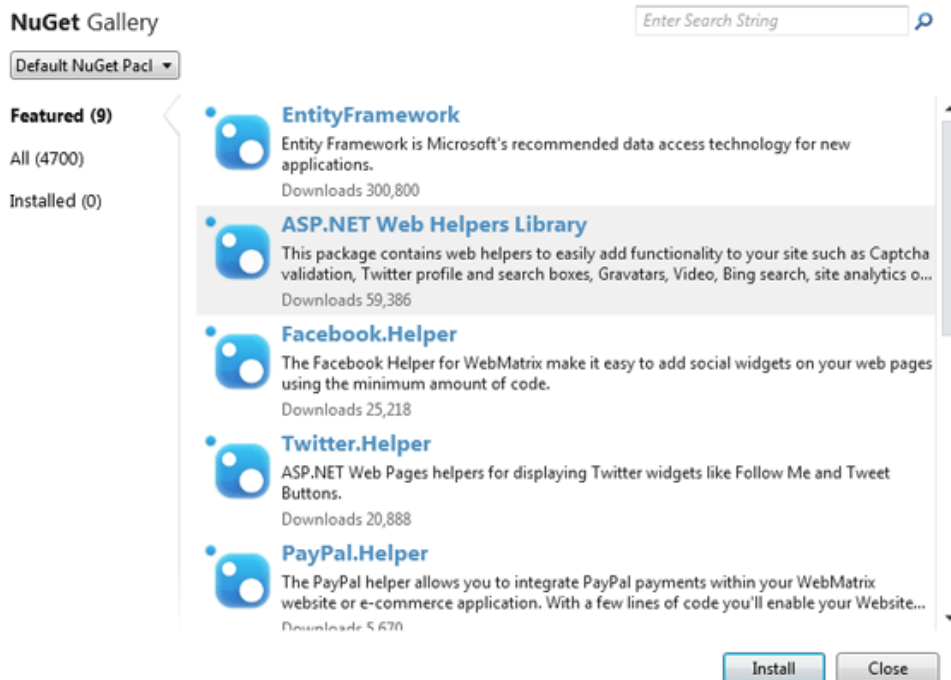 NuGet Gallery
Enter Search String
Default NuGet Pacl
Featured (9)
All (4700)
Installed (0)
EntityFramework
Entity Framework is Microsoft's recommended data access technology for new
applications.
Downloads 300,800
ASP.NET Web Helpers Library
This package contains web helpers to easily add functionality to your site such as Captcha
validation, Twitter profile and search boxes, Gravatars, Video, Bing search, site analytics o...
Downloads 59,386
Facebook.Helper
The Facebook Helper for WebMatrix make it easy to add social widgets on your web pages
using the minimum amount of code.
Downloads 25,218
Twitter.Helper
ASP.NET Web Pages helpers for displaying Twitter widgets like Follow Me and Tweet
Buttons.
Downloads 20,888
PayPal.Helper
The PayPal helper allows you to integrate PayPal payments within your WebMatrix
website or e-commerce application. With a few lines of code you'll enable your Website...
Downloads 5,670
Install
Close